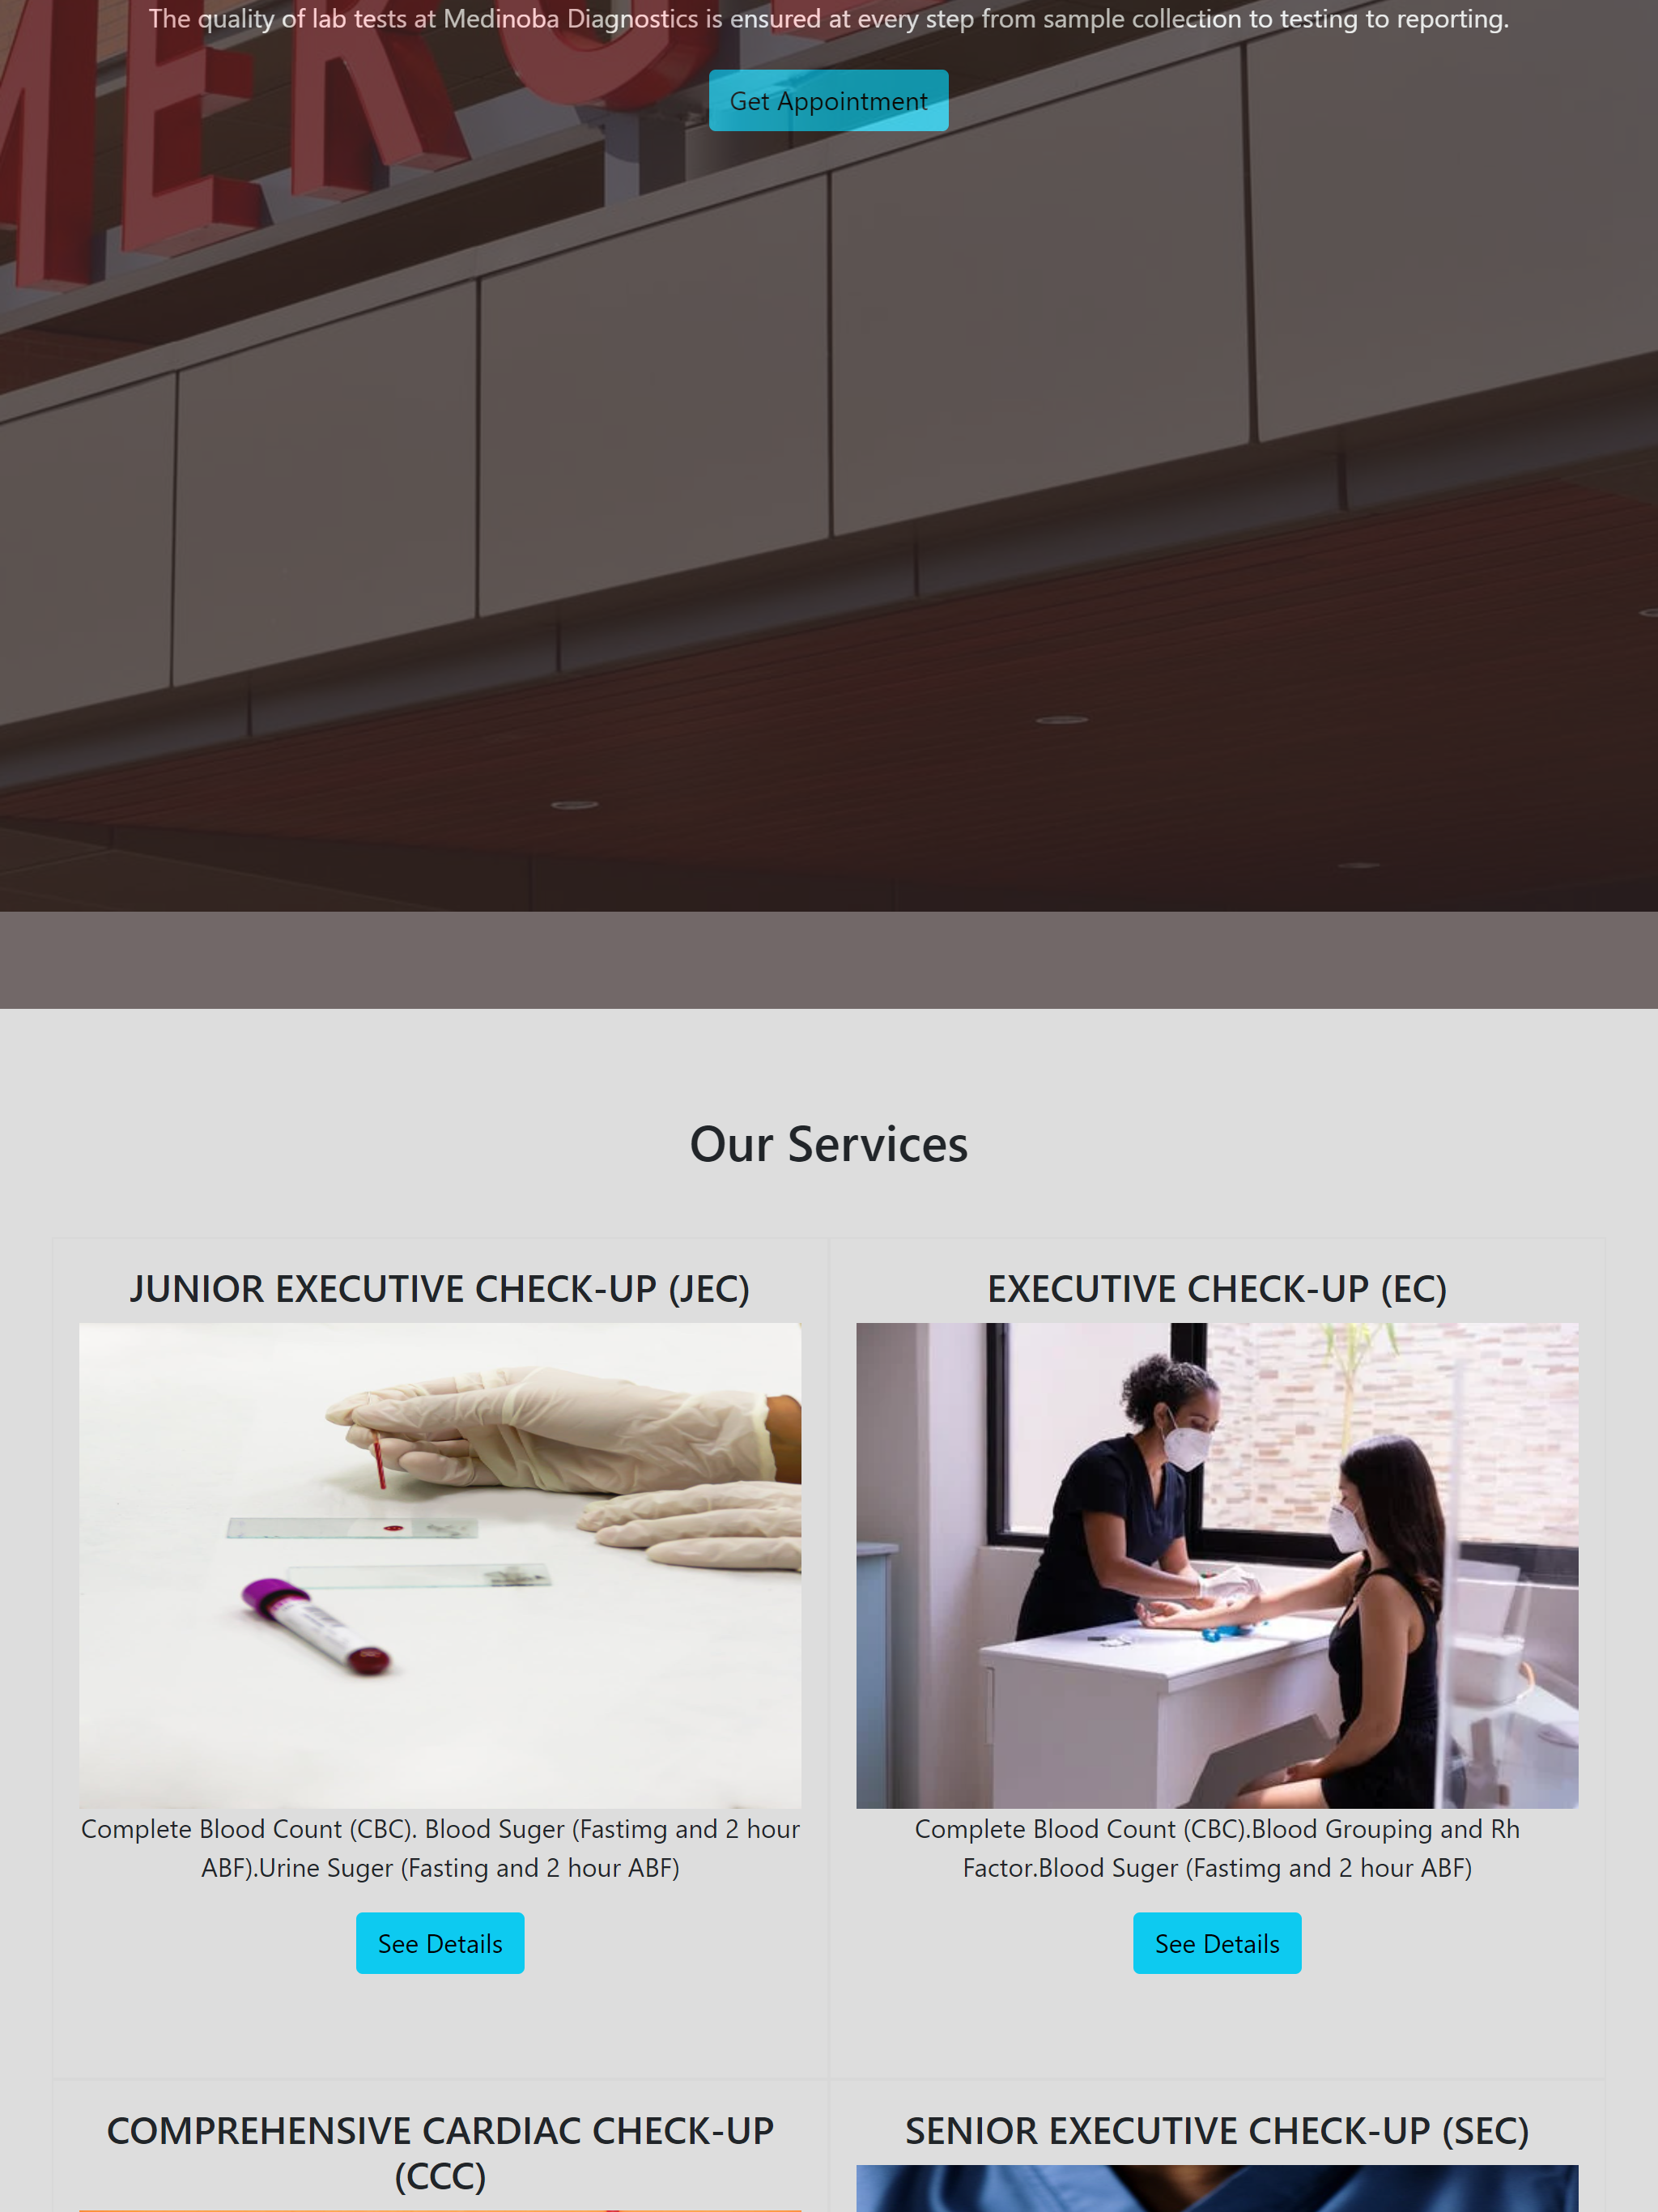 The quality of lab tests at Medinoba Diagnostics is ensured at every step from sample collection to testing to reporting.
MER
Get Appointment
Our Services
JUNIOR EXECUTIVE CHECK-UP (JEC)
EXECUTIVE CHECK-UP (EC)
Complete Blood Count (CBC). Blood Suger (Fastimg and 2 hour
ABF).Urine Suger (Fasting and 2 hour ABF)
Complete Blood Count (CBC).Blood Grouping and Rh
Factor.Blood Suger (Fastimg and 2 hour ABF)
See Details
See Details
COMPREHENSIVE CARDIAC CHECK-UP
(CCC)
SENIOR EXECUTIVE CHECK-UP (SEC)